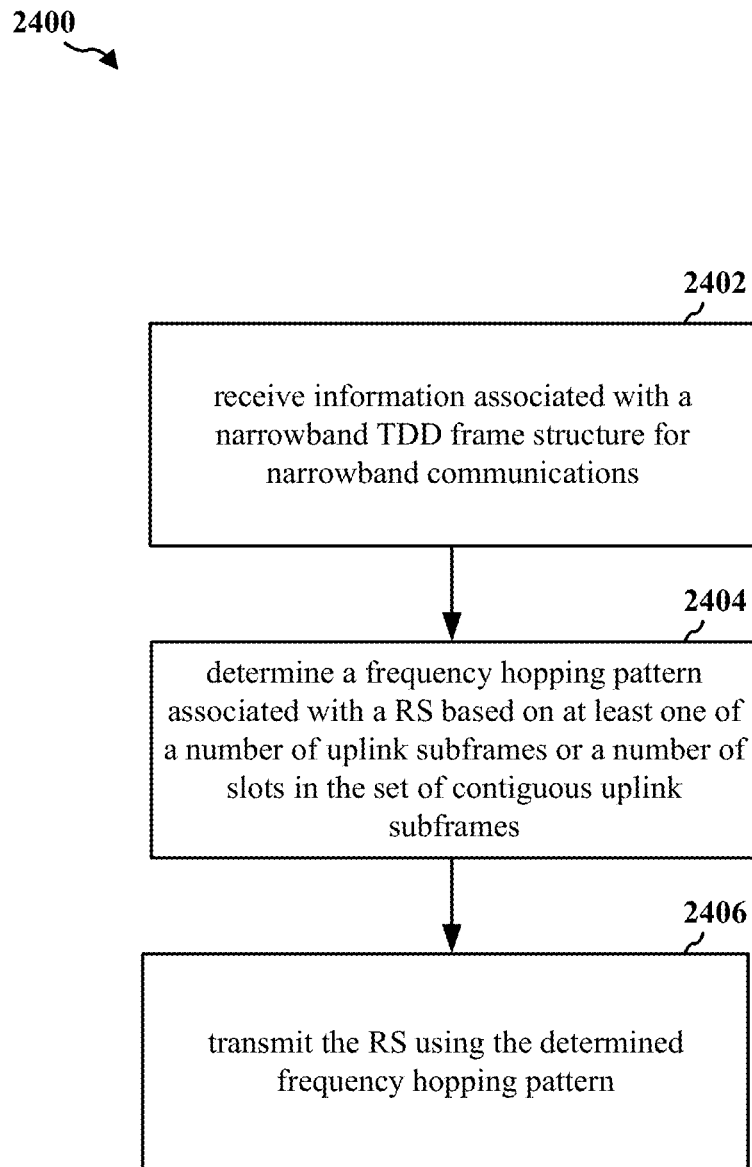 2400
2402
receive information associated with a
narrowband TDD frame structure for
narrowband communications
2404
determine a frequency hopping pattern
associated with a RS based on at least one of
a number of uplink subframes or a number of
slots in the set of contiguous uplink
subframes
2406
transmit the RS using the determined
frequency hopping pattern